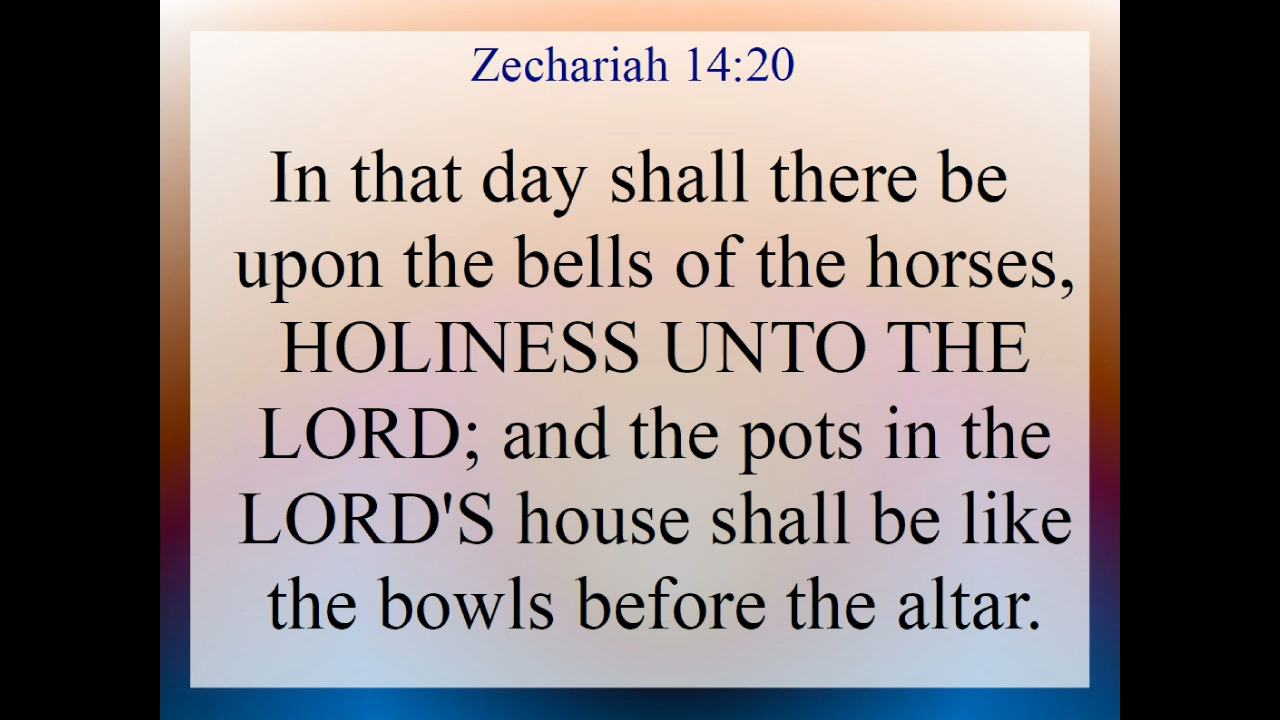 Zechariah 14:20
In that day shall there be
upon the bells of the horses,
HOLINESS UNTO THE
LORD; and the pots in the
LORD'S house shall be like
the bowls before the altar.